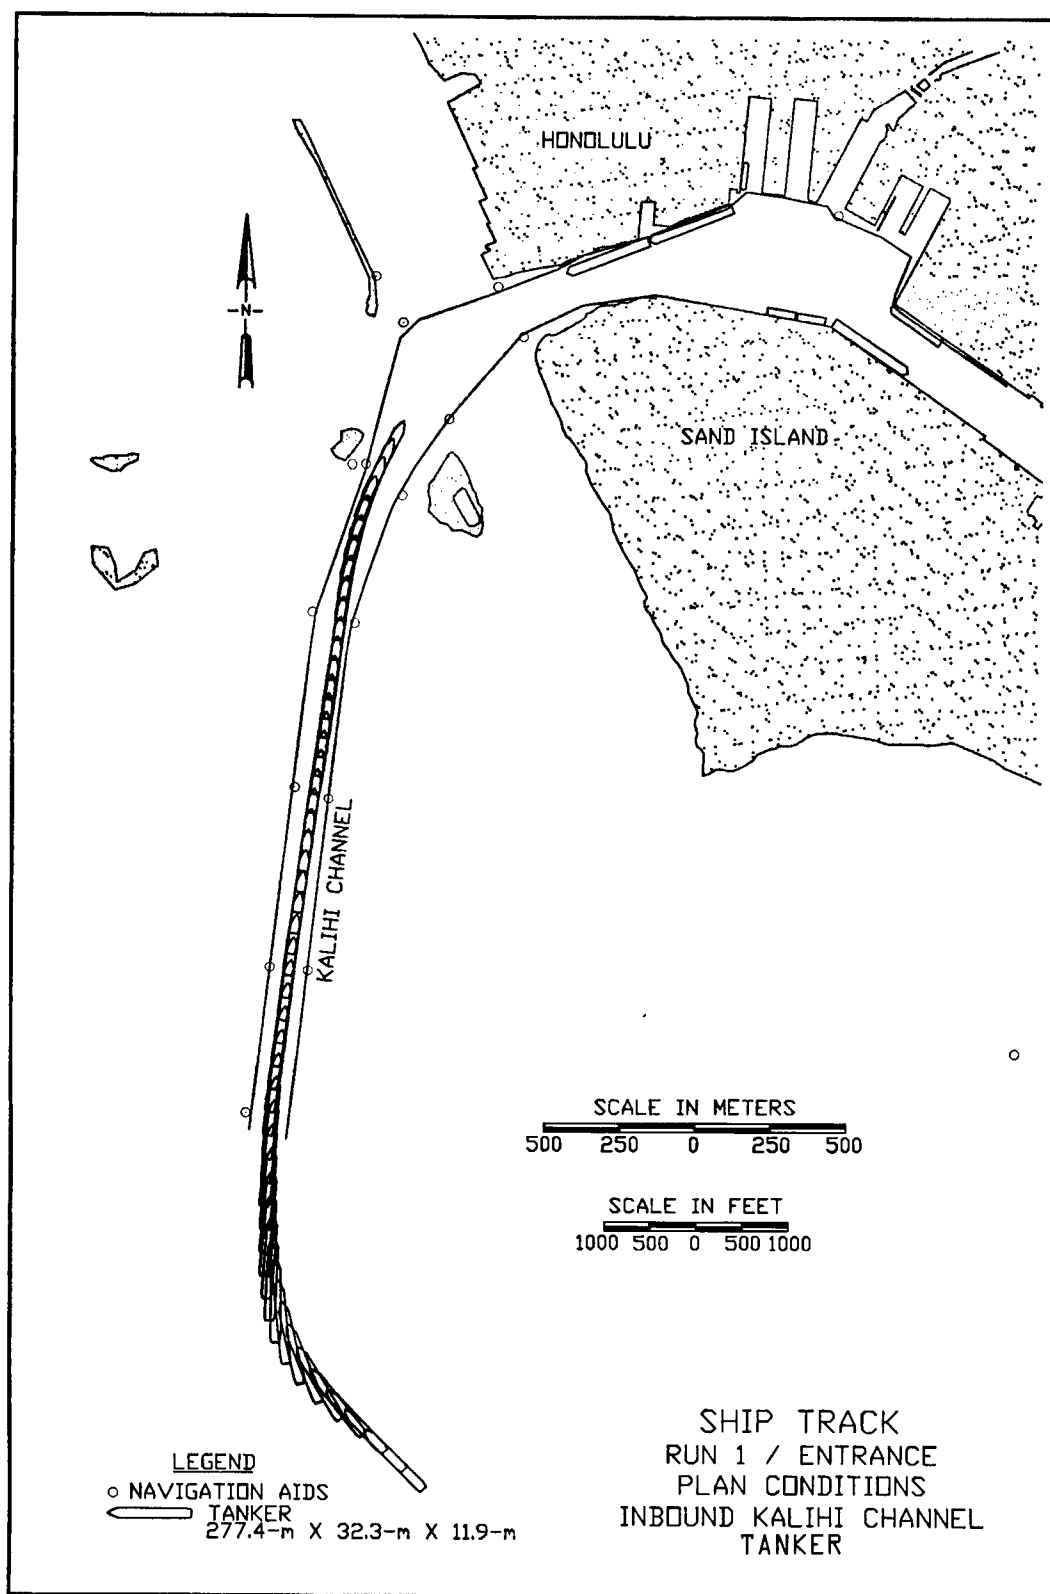 HONOLULU
-N-
SAND ISLAND
KALIHI CHANNEL
SCALE IN METERS
500 250 0 250 500
SCALE IN FEET
1000 500 0 500 1000
SHIP TRACK
RUN 1 / ENTRANCE
PLAN CONDITIONS
INBOUND KALIHI CHANNEL
TANKER
LEGEND
NAVIGATION AIDS
TANKER
277.4-m X 32.3-m X 11.9-m